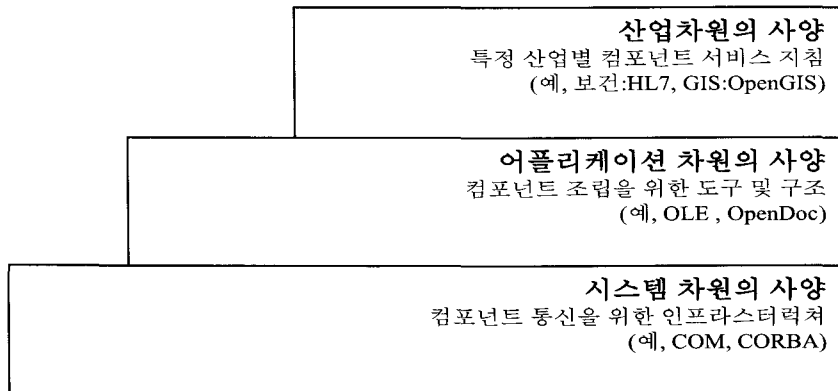 산업차원의 사양
특정 산업별 컴포넌트 서비스 지침
(예, 보건:HL7, GIS:OpenGIS)
어플리케이션 차원의 사양
컴포넌트 조립을 위한 도구 및 구조
(예, OLE , OpenDoc)
시스템 차원의 사양
컴포넌트 통신을 위한 인프라스터럭쳐
(예, COM, CORBA)